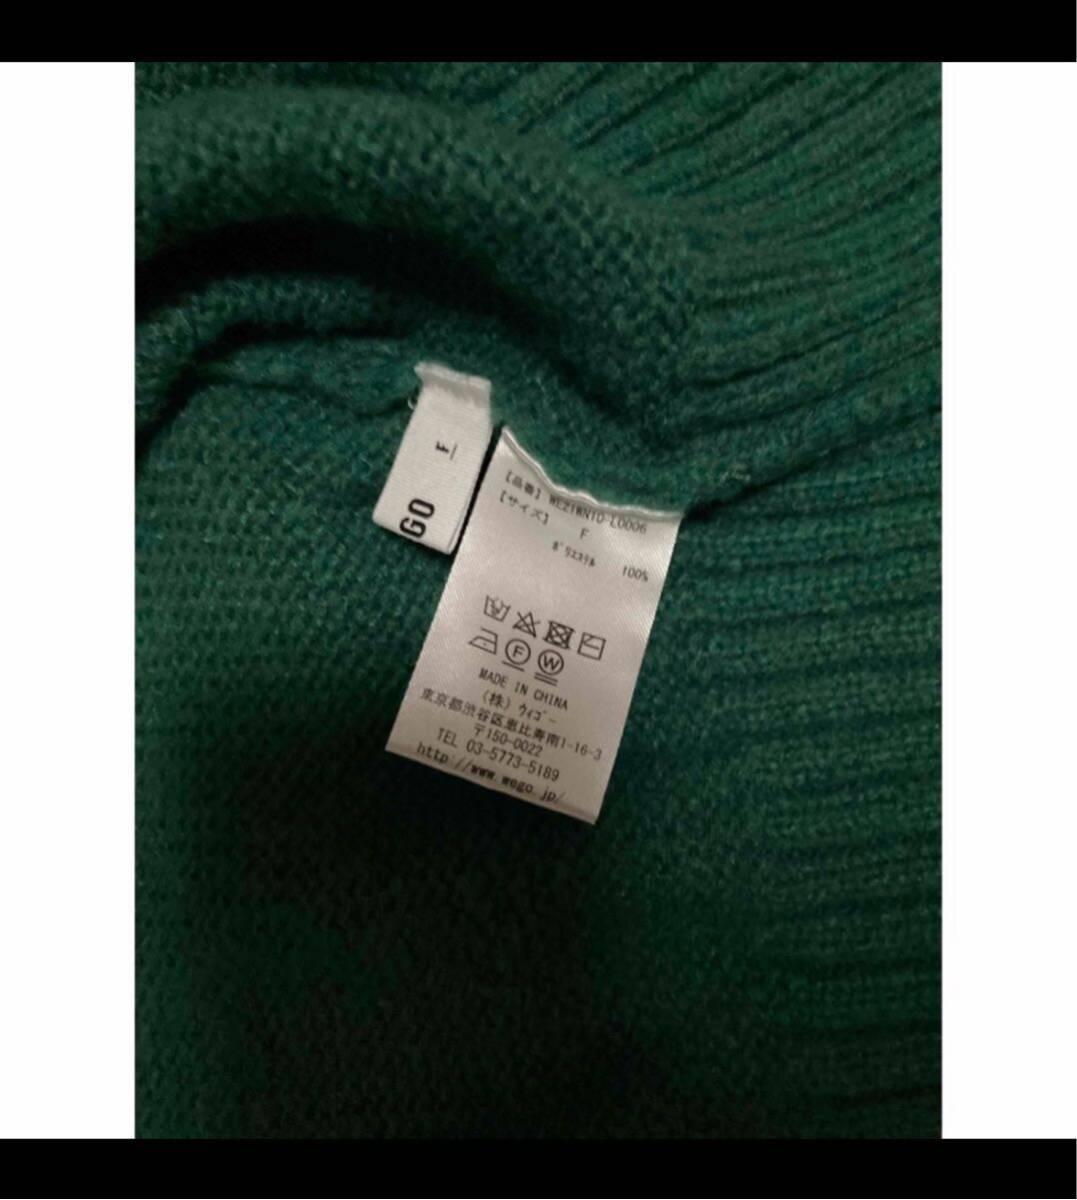 F
GO
【品番】 WE21WN10-L0006
【サイズ】 F
ﾎﾟﾘｴｽﾃﾙ 100%
F W
MADE IN CHINA
(株) ｳｨｺﾞｰ
東京都渋谷区恵比寿南1-16-3
〒150-0022
TEL 03-5773-5189
http://www.wego.jp/